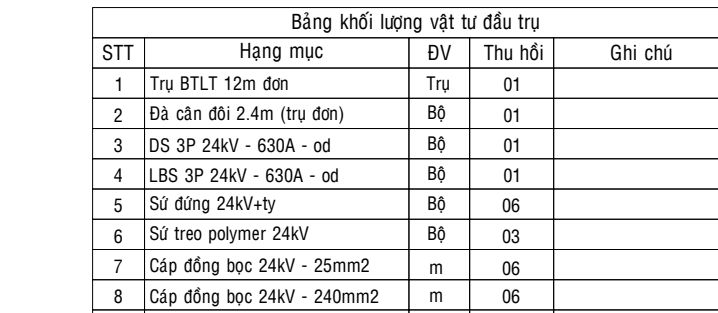 Bảng khối lượng vật tư đầu trụ
STT Hạng mục ĐV Thu hồi Ghi chú
1 Trụ BTLT 12m đơn Trụ 01
2 Đà cân đôi 2.4m (trụ đơn) Bộ 01
3 DS 3P 24kV - 630A - od Bộ 01
4 LBS 3P 24kV - 630A - od Bộ 01
5 Sứ đứng 24kV+ty Bộ 06
6 Sứ treo polymer 24kV Bộ 03
7 Cáp đồng bọc 24kV - 25mm2 m 06
8 Cáp đồng bọc 24kV - 240mm2 m 06